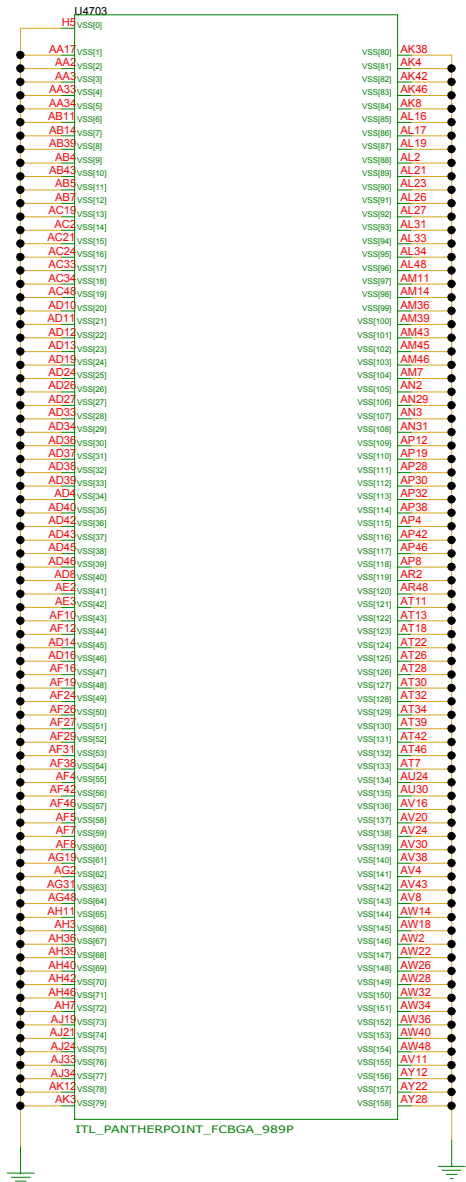 U4703
H5 VSS[0]
AA17 VSS[1] VSS[80] AK38
AA2 VSS[2] VSS[81] AK4
AA3 VSS[3] VSS[82] AK42
AA33 VSS[4] VSS[83] AK46
AA34 VSS[5] VSS[84] AK8
AB11 VSS[6] VSS[85] AL16
AB14 VSS[7] VSS[86] AL17
AB39 VSS[8] VSS[87] AL19
AB4 VSS[9] VSS[88] AL2
AB43 VSS[10] VSS[89] AL21
AB5 VSS[11] VSS[90] AL23
AB7 VSS[12] VSS[91] AL26
AC19 VSS[13] VSS[92] AL27
AC2 VSS[14] VSS[93] AL31
AC21 VSS[15] VSS[94] AL33
AC24 VSS[16] VSS[95] AL34
AC33 VSS[17] VSS[96] AL48
AC34 VSS[18] VSS[97] AM11
AC48 VSS[19] VSS[98] AM14
AD10 VSS[20] VSS[99] AM36
AD11 VSS[21] VSS[100] AM39
AD12 VSS[22] VSS[101] AM43
AD13 VSS[23] VSS[102] AM45
AD19 VSS[24] VSS[103] AM46
AD24 VSS[25] VSS[104] AM7
AD26 VSS[26] VSS[105] AN2
AD27 VSS[27] VSS[106] AN29
AD33 VSS[28] VSS[107] AN3
AD34 VSS[29] VSS[108] AN31
AD36 VSS[30] VSS[109] AP12
AD37 VSS[31] VSS[110] AP19
AD38 VSS[32] VSS[111] AP28
AD39 VSS[33] VSS[112] AP30
AD4 VSS[34] VSS[113] AP32
AD40 VSS[35] VSS[114] AP38
AD42 VSS[36] VSS[115] AP4
AD43 VSS[37] VSS[116] AP42
AD45 VSS[38] VSS[117] AP46
AD46 VSS[39] VSS[118] AP8
AD8 VSS[40] VSS[119] AR2
AE2 VSS[41] VSS[120] AR48
AE3 VSS[42] VSS[121] AT11
AF10 VSS[43] VSS[122] AT13
AF12 VSS[44] VSS[123] AT18
AD14 VSS[45] VSS[124] AT22
AD16 VSS[46] VSS[125] AT26
AF16 VSS[47] VSS[126] AT28
AF19 VSS[48] VSS[127] AT30
AF24 VSS[49] VSS[128] AT32
AF26 VSS[50] VSS[129] AT34
AF27 VSS[51] VSS[130] AT39
AF29 VSS[52] VSS[131] AT42
AF31 VSS[53] VSS[132] AT46
AF38 VSS[54] VSS[133] AT7
AF4 VSS[55] VSS[134] AU24
AF42 VSS[56] VSS[135] AU30
AF46 VSS[57] VSS[136] AV16
AF5 VSS[58] VSS[137] AV20
AF7 VSS[59] VSS[138] AV24
AF8 VSS[60] VSS[139] AV30
AG19 VSS[61] VSS[140] AV38
AG2 VSS[62] VSS[141] AV4
AG31 VSS[63] VSS[142] AV43
AG48 VSS[64] VSS[143] AV8
AH11 VSS[65] VSS[144] AW14
AH3 VSS[66] VSS[145] AW18
AH36 VSS[67] VSS[146] AW2
AH39 VSS[68] VSS[147] AW22
AH40 VSS[69] VSS[148] AW26
AH42 VSS[70] VSS[149] AW28
AH46 VSS[71] VSS[150] AW32
AH7 VSS[72] VSS[151] AW34
AJ19 VSS[73] VSS[152] AW36
AJ21 VSS[74] VSS[153] AW40
AJ24 VSS[75] VSS[154] AW48
AJ33 VSS[76] VSS[155] AV11
AJ34 VSS[77] VSS[156] AY12
AK12 VSS[78] VSS[157] AY22
AK3 VSS[79] VSS[158] AY28
ITL_PANTHERPOINT_FCBGA_989P